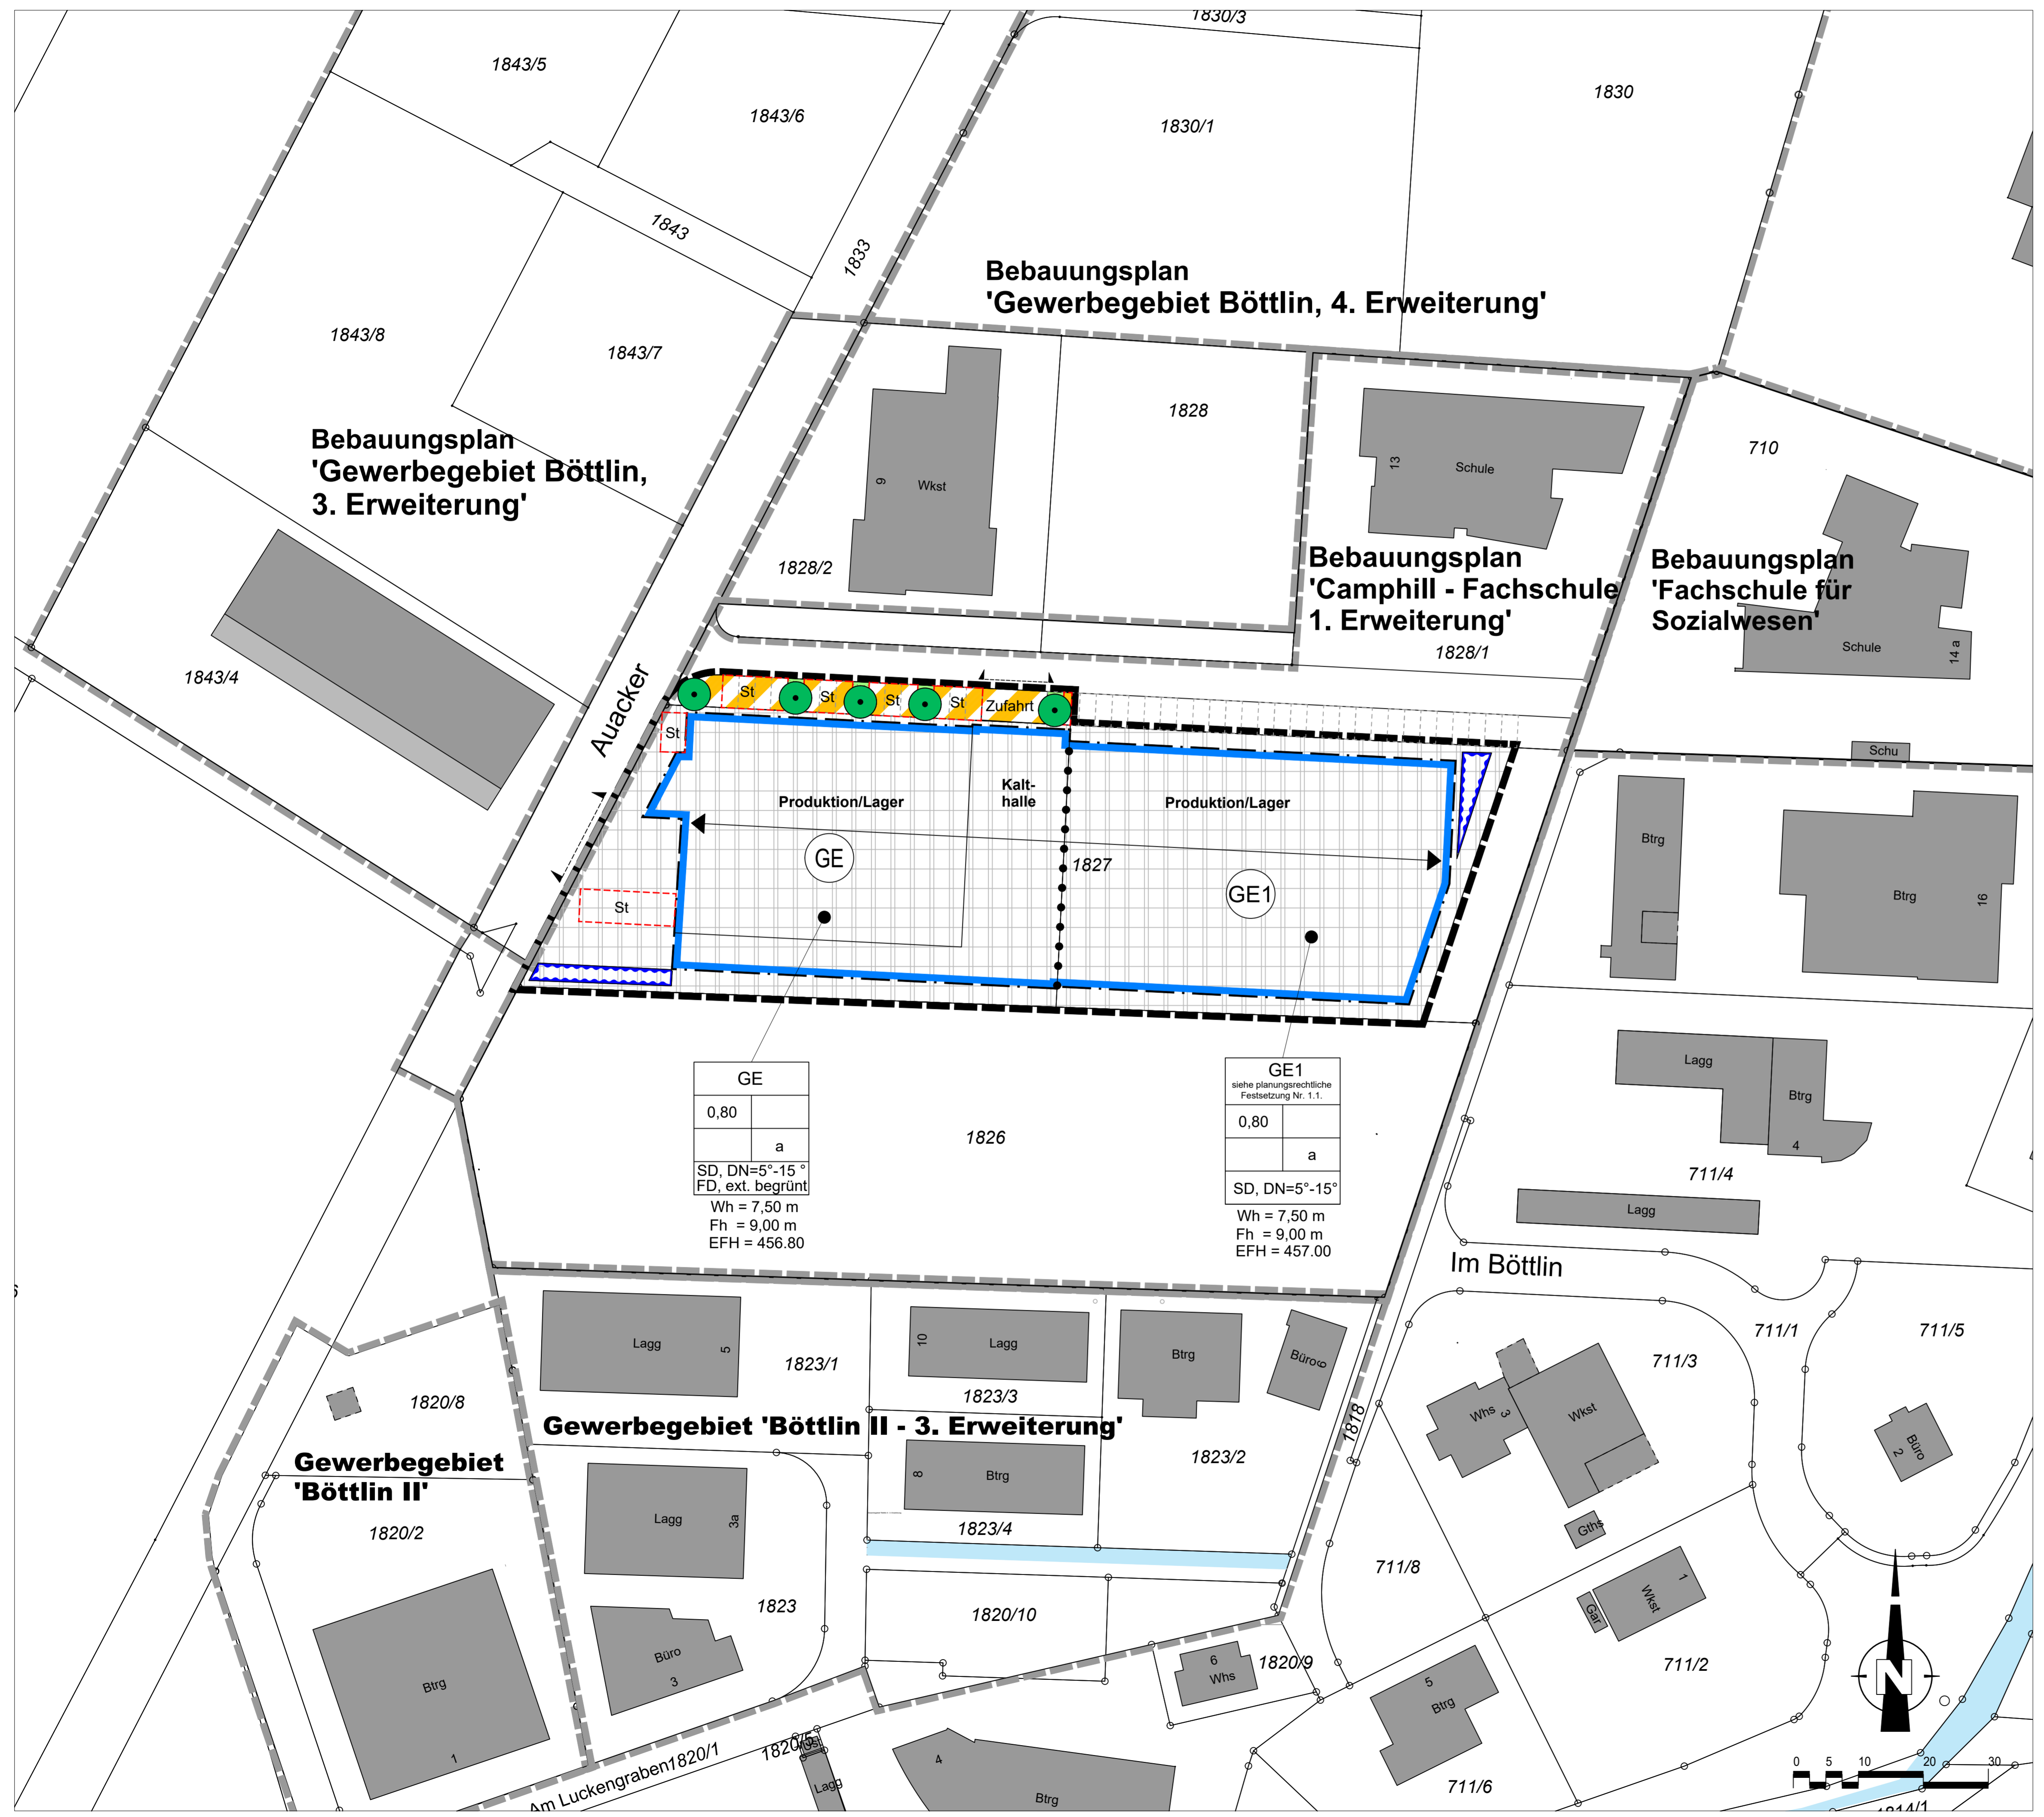 1830/3
1843/5
1830
1843/6
1830/1
1843
1833
Bebauungsplan
'Gewerbegebiet Böttlin, 4. Erweiterung'
1843/8
1843/7
1828
Bebauungsplan
'Gewerbegebiet Böttlin,
3. Erweiterung'
9
Wkst
13
Schule
710
1828/2
Bebauungsplan
'Camphill - Fachschule
1. Erweiterung'
Bebauungsplan
'Fachschule für
Sozialwesen'
Schule
14 a
1828/1
1843/4
Auacker
St
St
St
St
Zufahrt
St
Schu
Produktion/Lager
Kalt-
halle
Produktion/Lager
GE
1827
GE1
St
Btrg
Btrg
16
GE
0,80
a
SD, DN=5°-15 °
FD, ext. begrünt
Wh = 7,50 m
Fh = 9,00 m
EFH = 456.80
GE1
siehe planungsrechtliche
Festsetzung Nr. 1.1.
0,80
a
SD, DN=5°-15°
Wh = 7,50 m
Fh = 9,00 m
EFH = 457.00
1826
Lagg
Btrg
4
711/4
Lagg
Im Böttlin
Lagg
5
1823/1
10
Lagg
1823/3
Btrg
Büro
6
711/1
711/5
711/3
1820/8
Gewerbegebiet 'Böttlin II - 3. Erweiterung'
1818
Whs
3
Wkst
Büro
2
Gewerbegebiet
'Böttlin II'
8
Btrg
1823/2
Lagg
3a
1820/2
1823/4
Gths
711/8
1823
1820/10
Wkst
1
Gar
Büro
3
6
Whs
1820/9
711/2
Btrg
1
5
Btrg
N
Am Luckengraben
1820/1
1820/5
Lagg
4
Btrg
711/6
0 5 10 20 30
1814/1